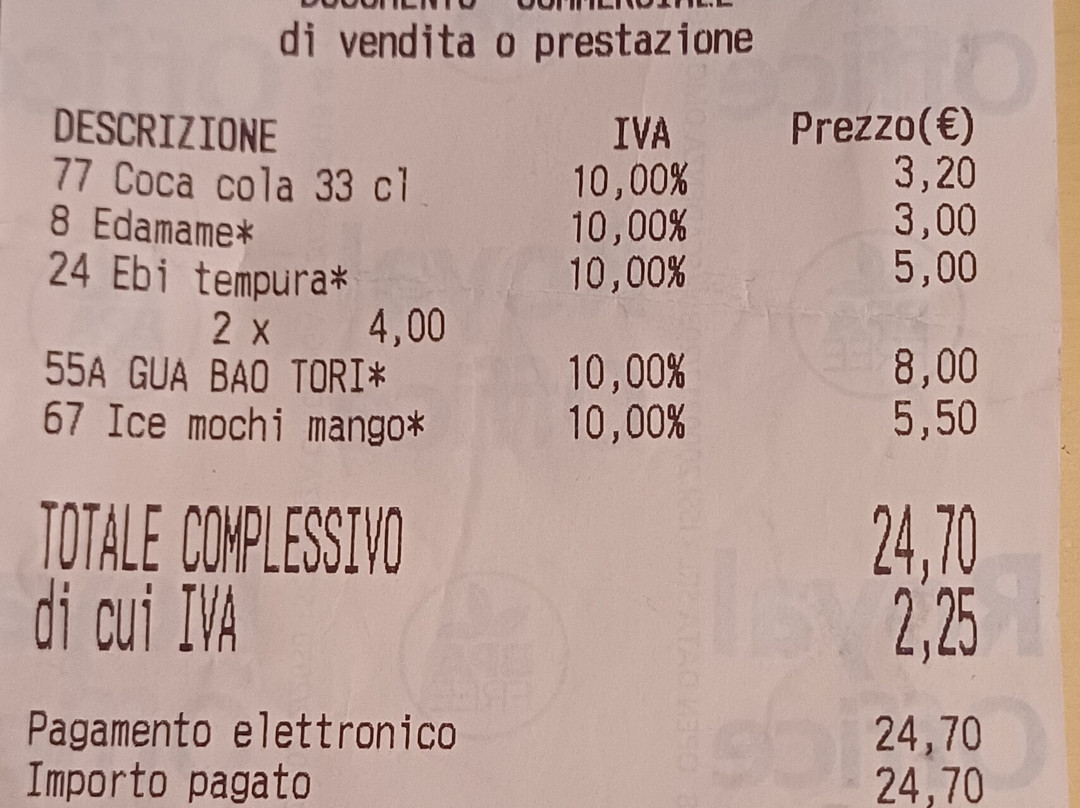 DOCUMENTO COMMERCIALE
di vendita o prestazione
DESCRIZIONE IVA Prezzo(€)
77 Coca cola 33 cl 10,00% 3,20
8 Edamame* 10,00% 3,00
24 Ebi tempura* 10,00% 5,00
2 x 4,00
55A GUA BAO TORI* 10,00% 8,00
67 Ice mochi mango* 10,00% 5,50
TOTALE COMPLESSIVO 24,70
di cui IVA 2,25
Pagamento elettronico 24,70
Importo pagato 24,70